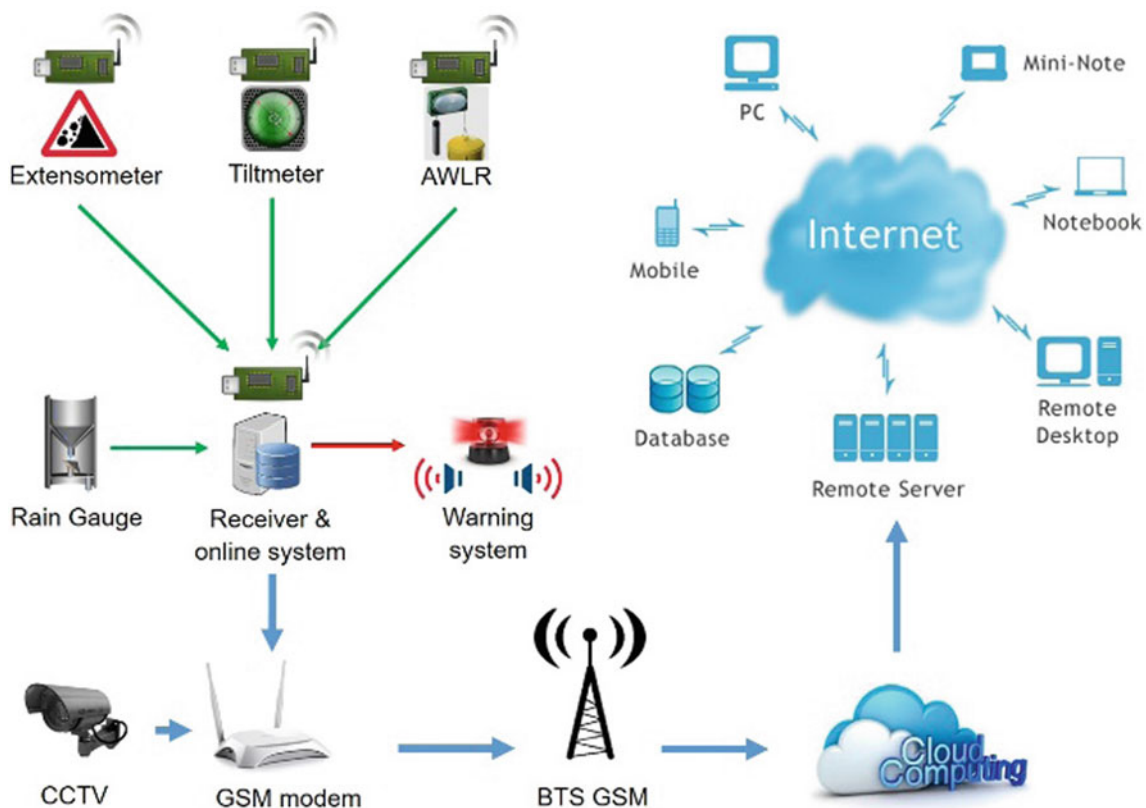 Extensometer
Tiltmeter
AWLR
Rain Gauge
Receiver &
online system
Warning
system
CCTV
GSM modem
BTS GSM
Cloud
Computing
PC
Mini-Note
Internet
Notebook
Mobile
Database
Remote Server
Remote
Desktop